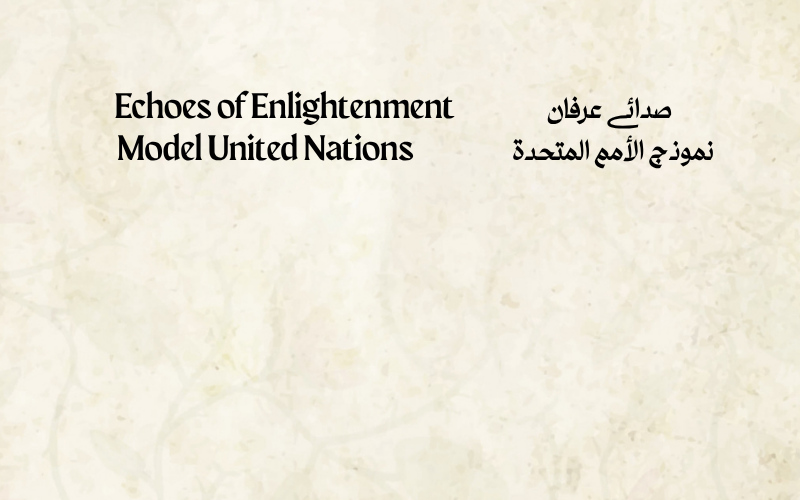 Echoes of Enlightenment
Model United Nations
صدائے عرفان
نموذج الأمم المتحدة